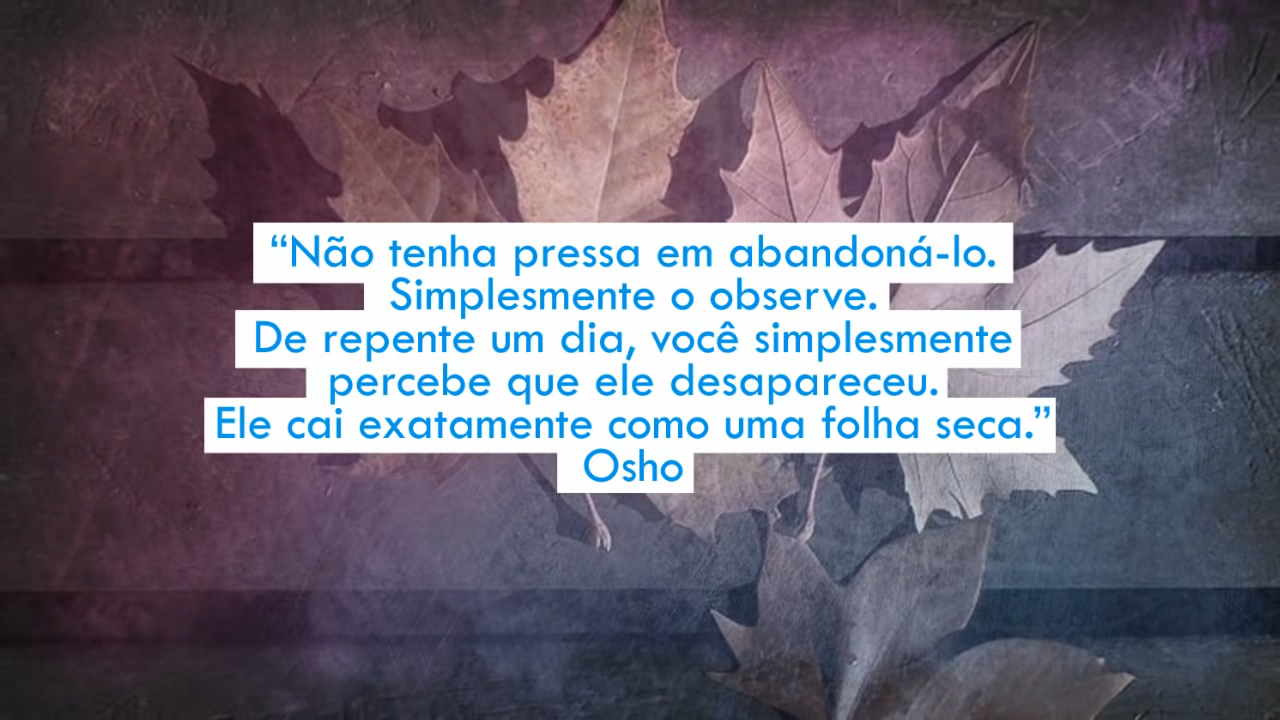 “Não tenha pressa em abandoná-lo.
Simplesmente o observe.
De repente um dia, você simplesmente
percebe que ele desapareceu.
Ele cai exatamente como uma folha seca.”
Osho